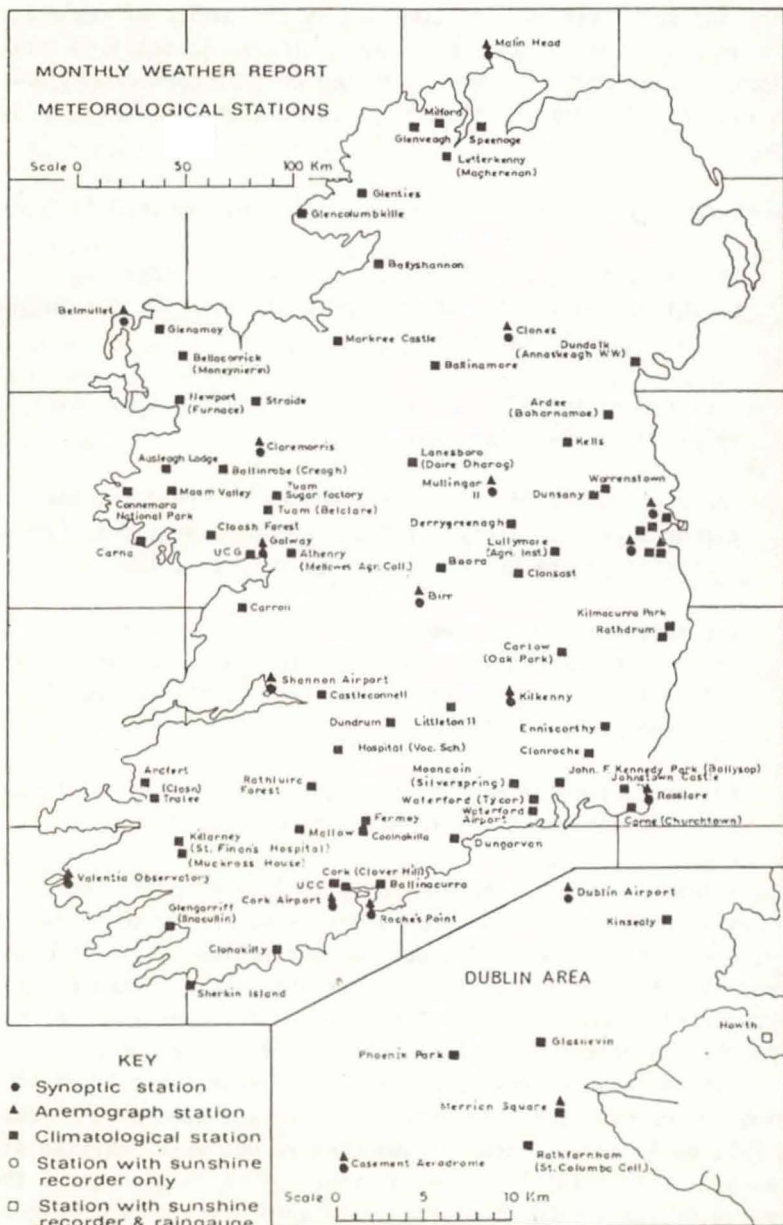 MONTHLY WEATHER REPORT
METEOROLOGICAL STATIONS
Scale 0 50 100 Km
Malin Head
Milford
Glenveagh
Speenoge
Letterkenny
(Magherenan)
Glenties
Glencolumbkille
Ballyshannon
Belmullet
Glenamoy
Bellacorrick
(Moneynierin)
Markree Castle
Clones
Ballinamore
Dundalk
(Annaskeagh WW)
Newport
(Furnace)
Straide
Ardee
(Boharnamoe)
Kells
Claremorris
Aasleagh Lodge
Ballinrobe (Creagh)
Lanesboro
(Daire Dharog)
Mullingar
II
Warrenstown
Dunsany
Connemara
National Park
Maam Valley
Tuam
Sugar factory
Tuam (Belclare)
Derrygreenagh
Cloosh Forest
Carna
UCG
Galway
Athenry
(Mellowes Agr. Coll.)
Lullymore
(Agri. Inst.)
Boora
Clonsast
Birr
Carron
Kilmacurra Park
Rathdrum
Carlow
(Oak Park)
Shannon Airport
Castleconnell
Kilkenny
Littleton II
Dundrum
Enniscorthy
Hospital (Voc. Sch)
Clonroche
Ardfert
(Clash)
Tralee
Rathluirc
Forest
Mooncoin
(Silverspring)
John. F. Kennedy Park (Ballysop)
Johnstown Castle
Rosslare
Waterford (Tycor)
Waterford
Airport
Carne (Churchtown)
Fermoy
Mallow
Coolnakilla
Dungarvan
Killarney
(St. Finan's Hospital)
(Muckross House)
Valentia Observatory
Cork (Clover Hill)
UCC
Ballinacurra
Cork Airport
Roche's Point
Glengarriff
(Ilnacullin)
Clonakilty
Sherkin Island
Dublin Airport
Kinsealy
DUBLIN AREA
Howth
Glasnevin
Phoenix Park
Merrion Square
Rathfarnham
(St. Columba Coll.)
Casement Aerodrome
Scale 0 5 10 Km
KEY
Synoptic station
Anemograph station
Climatological station
Station with sunshine
recorder only
Station with sunshine
recorder & raingauge